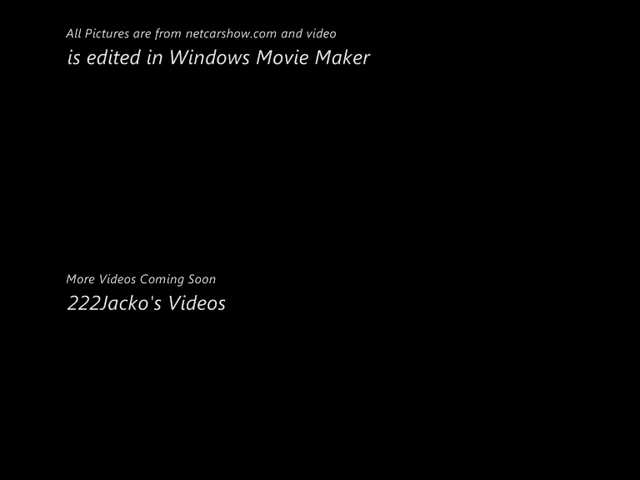 All Pictures are from netcarshow.com and video
is edited in Windows Movie Maker
More Videos Coming Soon
222Jacko's Videos